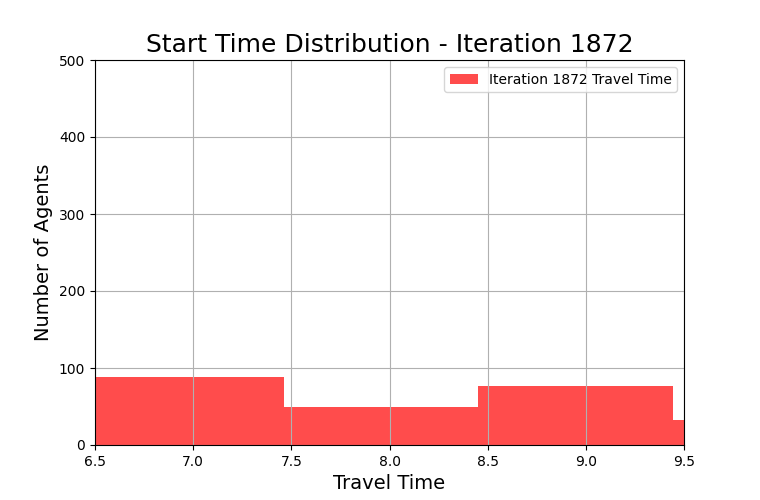 Start Time Distribution - Iteration 1872
Iteration 1872 Travel Time
Number of Agents
500
400
300
200
100
0
6.5 7.0 7.5 8.0 8.5 9.0 9.5
Travel Time